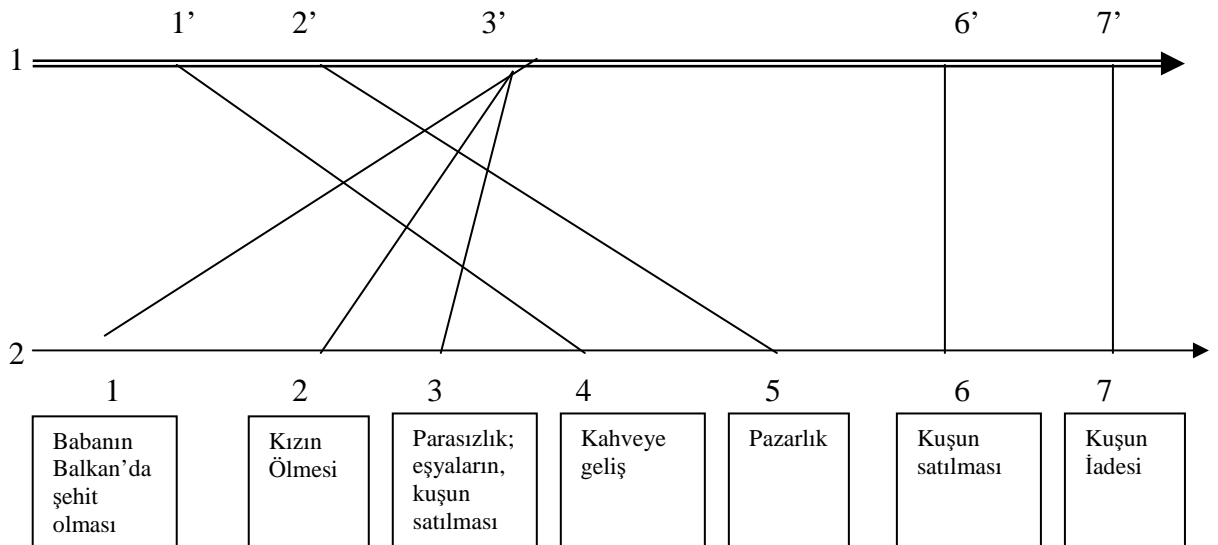 1’ 2’ 3’ 6’ 7’
1
2
1 2 3 4 5 6 7
Babanın
Balkan’da
şehit
olması
Kızın
Ölmesi
Parasızlık;
eşyaların,
kuşun
satılması
Kahveye
geliş
Pazarlık
Kuşun
satılması
Kuşun
İadesi